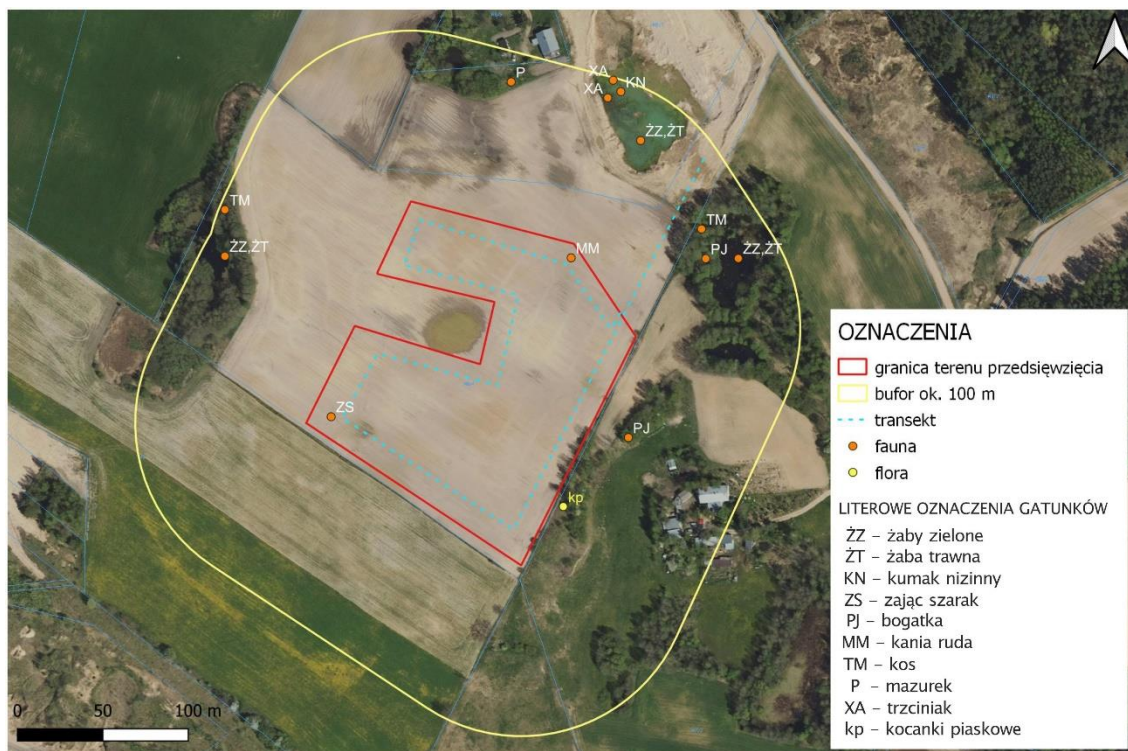 P
XA
KN
XA
ŻZ,ŻT
TM
TM
ŻZ,ŻT
MM
PJ
ŻZ,ŻT
ZS
PJ
kp
OZNACZENIA
granica terenu przedsięwzięcia
bufor ok. 100 m
transekt
fauna
flora
LITEROWE OZNACZENIA GATUNKÓW
ŻZ – żaby zielone
ŻT – żaba trawna
KN – kumak nizinny
ZS – zając szarak
PJ – bogatka
MM – kania ruda
TM – kos
P – mazurek
XA – trzciniak
kp – kocanki piaskowe
0 50 100 m